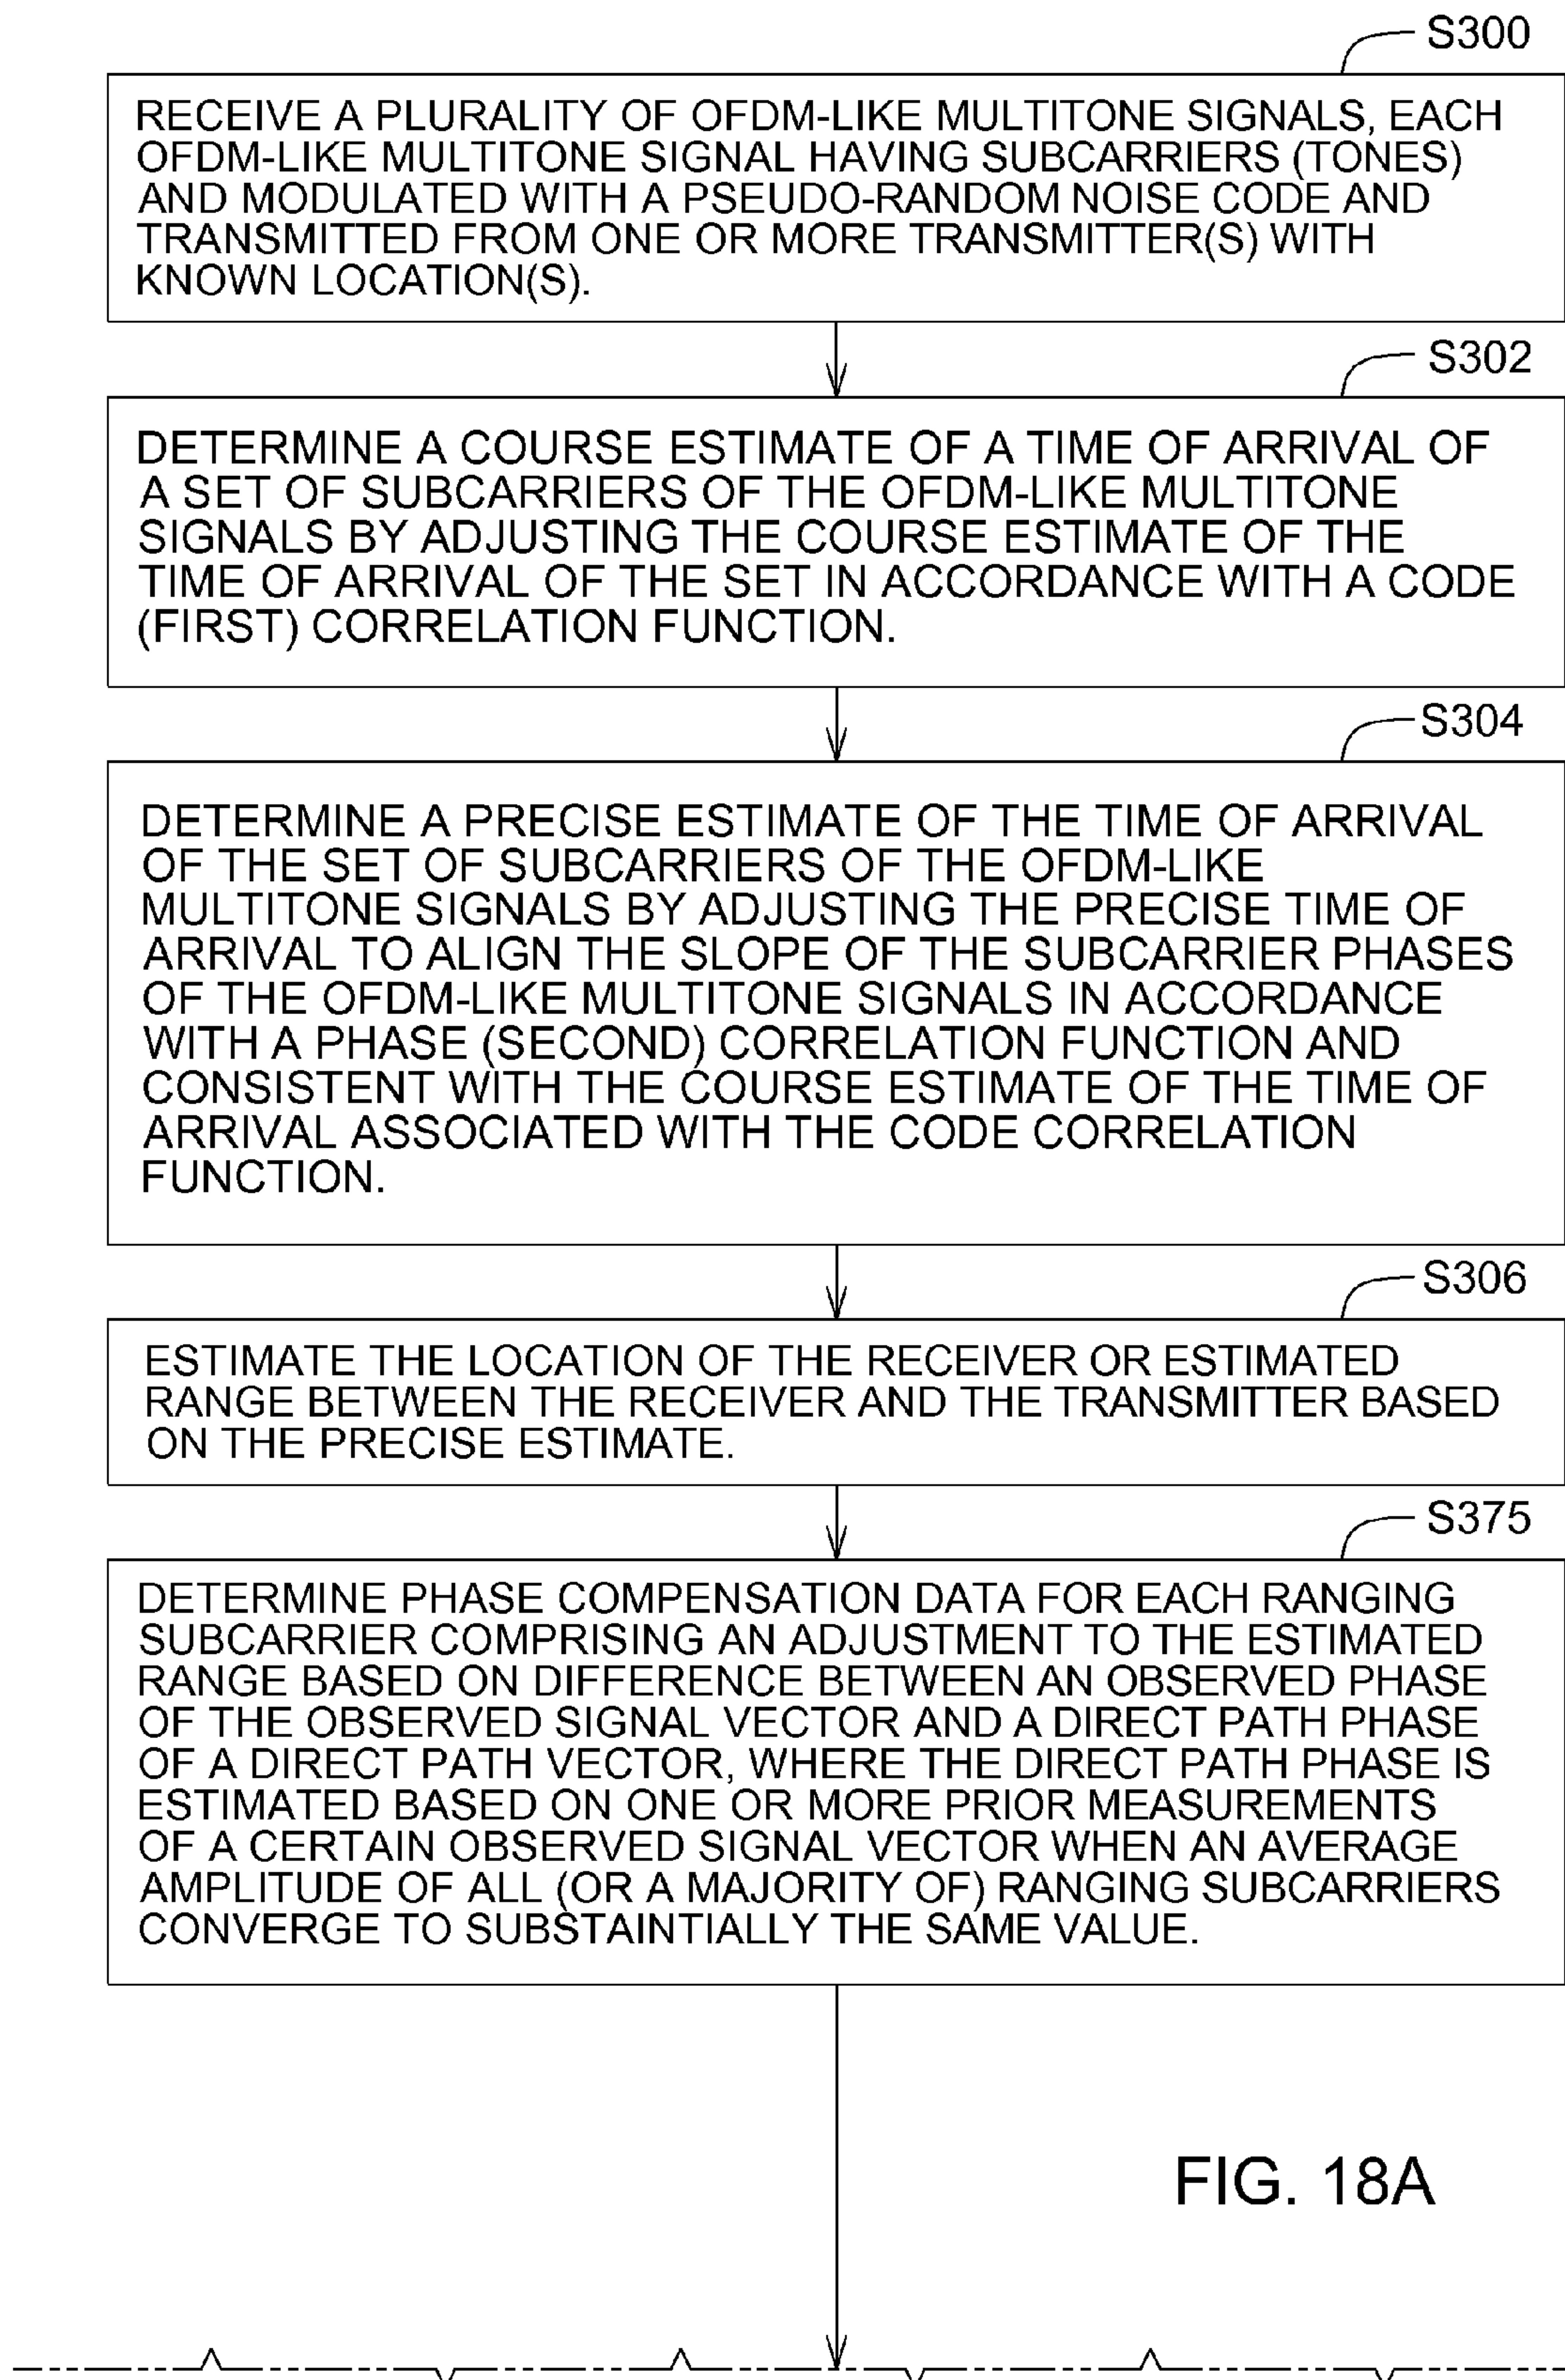 S300
RECEIVE A PLURALITY OF OFDM-LIKE MULTITONE SIGNALS, EACH
OFDM-LIKE MULTITONE SIGNAL HAVING SUBCARRIERS (TONES)
AND MODULATED WITH A PSEUDO-RANDOM NOISE CODE AND
TRANSMITTED FROM ONE OR MORE TRANSMITTER(S) WITH
KNOWN LOCATION(S).
S302
DETERMINE A COURSE ESTIMATE OF A TIME OF ARRIVAL OF
A SET OF SUBCARRIERS OF THE OFDM-LIKE MULTITONE
SIGNALS BY ADJUSTING THE COURSE ESTIMATE OF THE
TIME OF ARRIVAL OF THE SET IN ACCORDANCE WITH A CODE
(FIRST) CORRELATION FUNCTION.
S304
DETERMINE A PRECISE ESTIMATE OF THE TIME OF ARRIVAL
OF THE SET OF SUBCARRIERS OF THE OFDM-LIKE
MULTITONE SIGNALS BY ADJUSTING THE PRECISE TIME OF
ARRIVAL TO ALIGN THE SLOPE OF THE SUBCARRIER PHASES
OF THE OFDM-LIKE MULTITONE SIGNALS IN ACCORDANCE
WITH A PHASE (SECOND) CORRELATION FUNCTION AND
CONSISTENT WITH THE COURSE ESTIMATE OF THE TIME OF
ARRIVAL ASSOCIATED WITH THE CODE CORRELATION
FUNCTION.
S306
ESTIMATE THE LOCATION OF THE RECEIVER OR ESTIMATED
RANGE BETWEEN THE RECEIVER AND THE TRANSMITTER BASED
ON THE PRECISE ESTIMATE.
S375
DETERMINE PHASE COMPENSATION DATA FOR EACH RANGING
SUBCARRIER COMPRISING AN ADJUSTMENT TO THE ESTIMATED
RANGE BASED ON DIFFERENCE BETWEEN AN OBSERVED PHASE
OF THE OBSERVED SIGNAL VECTOR AND A DIRECT PATH PHASE
OF A DIRECT PATH VECTOR, WHERE THE DIRECT PATH PHASE IS
ESTIMATED BASED ON ONE OR MORE PRIOR MEASUREMENTS
OF A CERTAIN OBSERVED SIGNAL VECTOR WHEN AN AVERAGE
AMPLITUDE OF ALL (OR A MAJORITY OF) RANGING SUBCARRIERS
CONVERGE TO SUBSTAINTIALLY THE SAME VALUE.
FIG. 18A